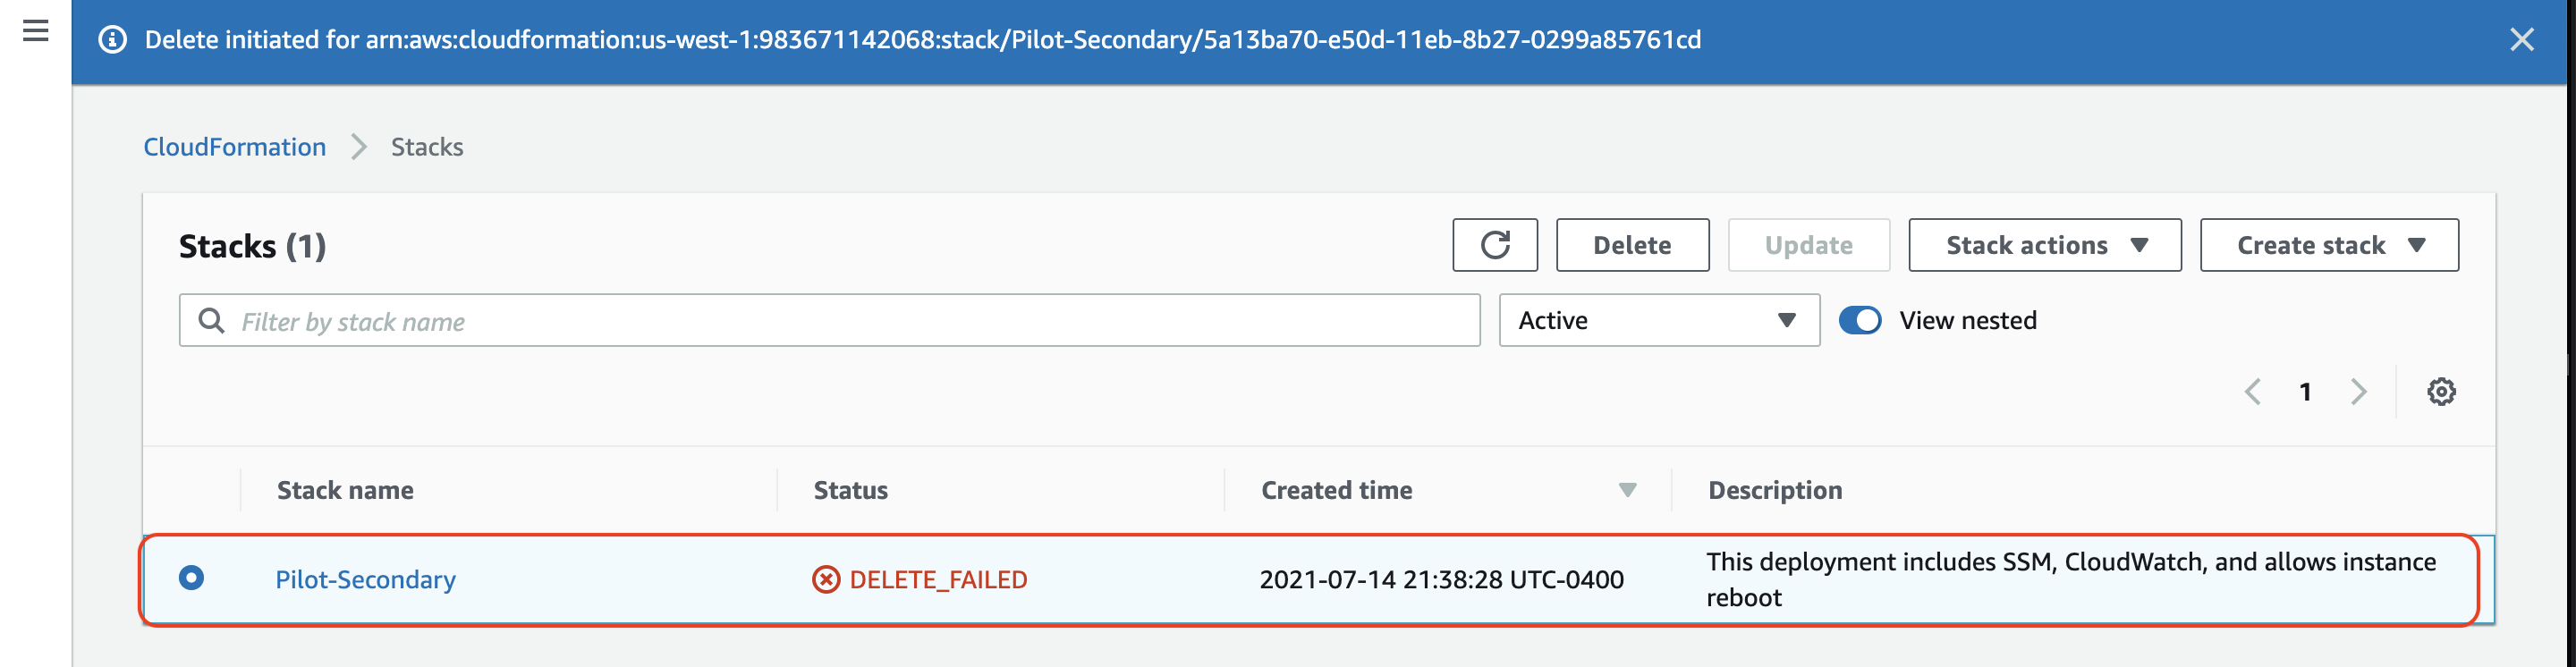 Delete initiated for arn:aws:cloudformation:us-west-1:983671142068:stack/Pilot-Secondary/5a13ba70-e50d-11eb-8b27-0299a85761cd
CloudFormation
Stacks
Stacks (1)
Delete
Update
Stack actions
Create stack
Filter by stack name
Active
View nested
1
Stack name
Status
Created time
Description
Pilot-Secondary
DELETE_FAILED
2021-07-14 21:38:28 UTC-0400
This deployment includes SSM, CloudWatch, and allows instance
reboot